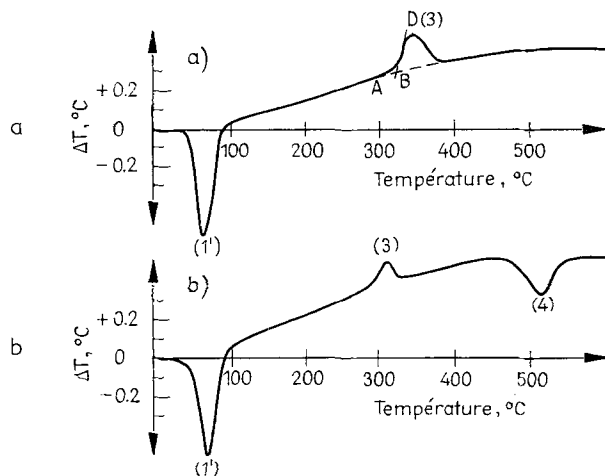 D(3)
a)
+0.2
A
B
a
ΔT, °C
0
100
200
300
400
500
-0.2
Température, °C
(1')
(3)
b)
(4)
+0.2
b
ΔT, °C
0
100
200
300
400
500
-0.2
Température, °C
(1')